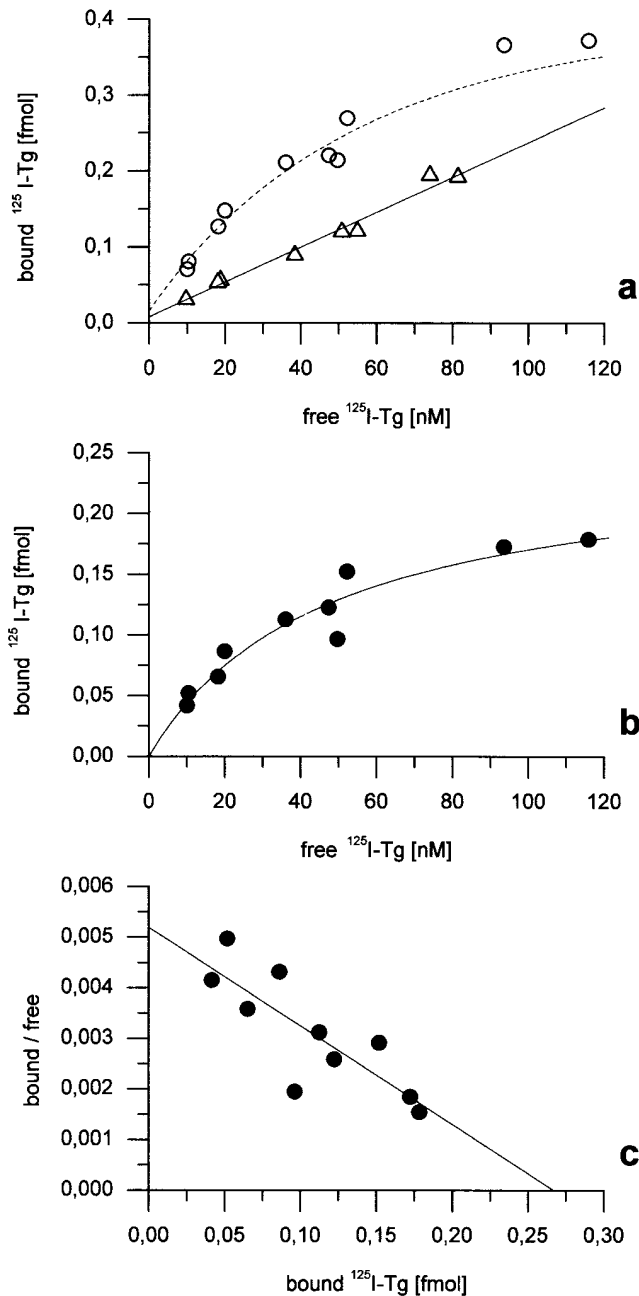 0,4
0,3
0,2
0,1
0,0
bound ¹²⁵I-Tg [fmol]
0 20 40 60 80 100 120
free ¹²⁵I-Tg [nM]
a
0,25
0,20
0,15
0,10
0,05
0,00
bound ¹²⁵I-Tg [fmol]
0 20 40 60 80 100 120
free ¹²⁵I-Tg [nM]
b
0,006
0,005
0,004
0,003
0,002
0,001
0,000
bound / free
0,00 0,05 0,10 0,15 0,20 0,25 0,30
bound ¹²⁵I-Tg [fmol]
c